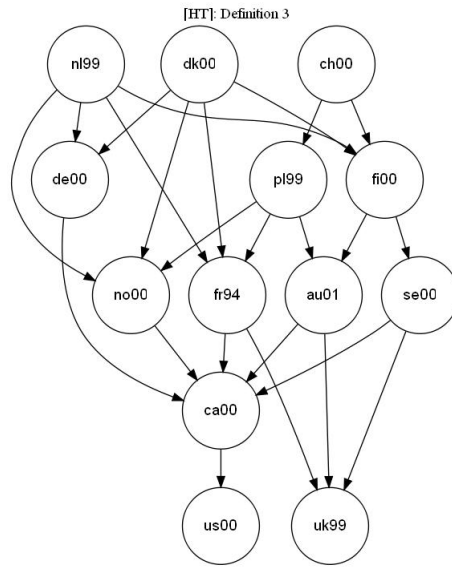 [HT]: Definition 3
nl99 dk00 ch00
de00 pl99 fi00
no00 fr94 au01 se00
ca00
us00 uk99